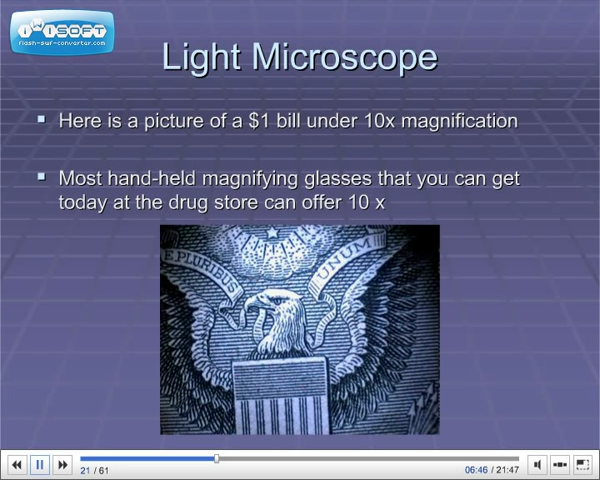 iWiSOFT
flash-swf-converter.com
Light Microscope
Here is a picture of a $1 bill under 10x magnification
Most hand-held magnifying glasses that you can get
today at the drug store can offer 10 x
E PLURIBUS
UNUM
21 / 61
06:46 / 21:47